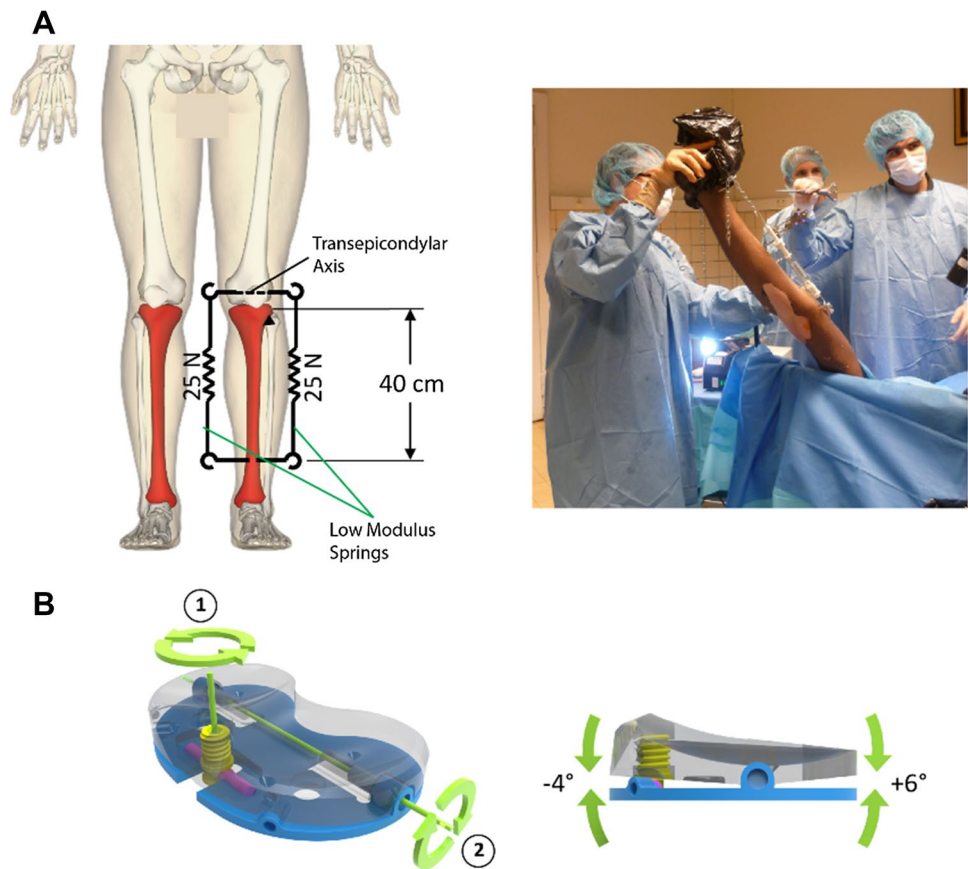 A
Transepicondylar
Axis
25 N
25 N
40 cm
Low Modulus
Springs
B
1
2
-4°
+6°